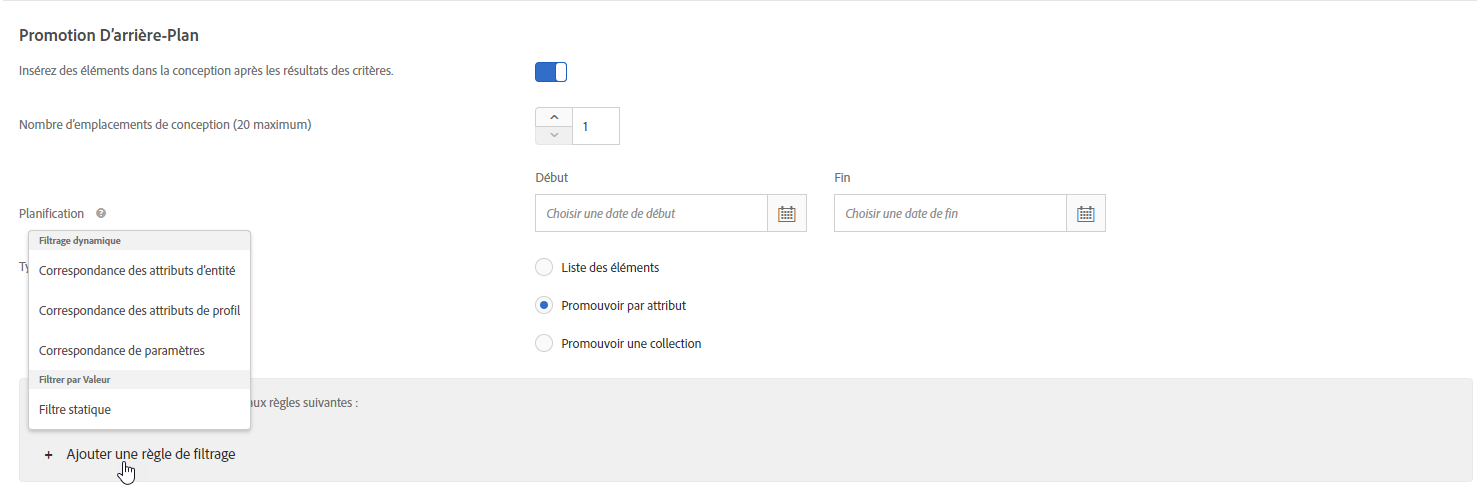 Promotion D'arrière-Plan
Insérez des éléments dans la conception après les résultats des critères.
Nombre d'emplacements de conception (20 maximum)
1
Début
Fin
Planification
Choisir une date de début
Choisir une date de fin
Filtrage dynamique
Correspondance des attributs d'entité
Correspondance des attributs de profil
Correspondance de paramètres
Filtrer par Valeur
Filtre statique
Liste des éléments
Promouvoir par attribut
Promouvoir une collection
aux règles suivantes :
+ Ajouter une règle de filtrage